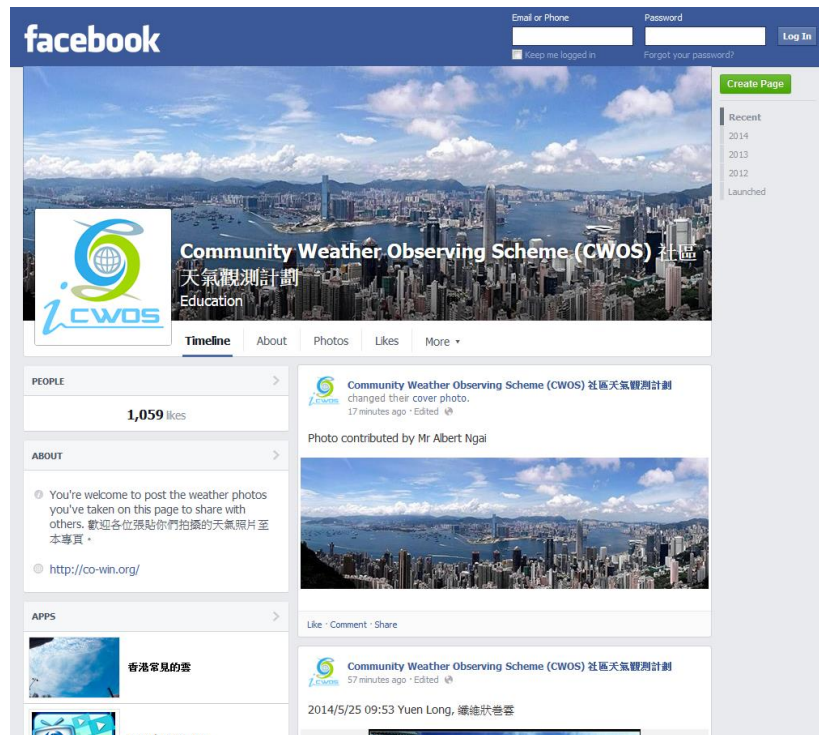 facebook
Email or Phone
Password
Log In
Keep me logged in
Forgot your password?
Create Page
Recent
2014
2013
2012
Launched
Community Weather Observing Scheme (CWOS) 社區
天氣觀測計劃
Education
iCWOS
Timeline
About
Photos
Likes
More
PEOPLE
1,059 likes
ABOUT
You're welcome to post the weather photos
you've taken on this page to share with
others. 歡迎各位張貼你們拍攝的天氣照片至
本專頁。
http://co-win.org/
APPS
香港常見的雲
iCWOS
Community Weather Observing Scheme (CWOS) 社區天氣觀測計劃
changed their cover photo.
17 minutes ago · Edited
Photo contributed by Mr Albert Ngai
Like · Comment · Share
iCWOS
Community Weather Observing Scheme (CWOS) 社區天氣觀測計劃
57 minutes ago · Edited
2014/5/25 09:53 Yuen Long, 纖維狀卷雲